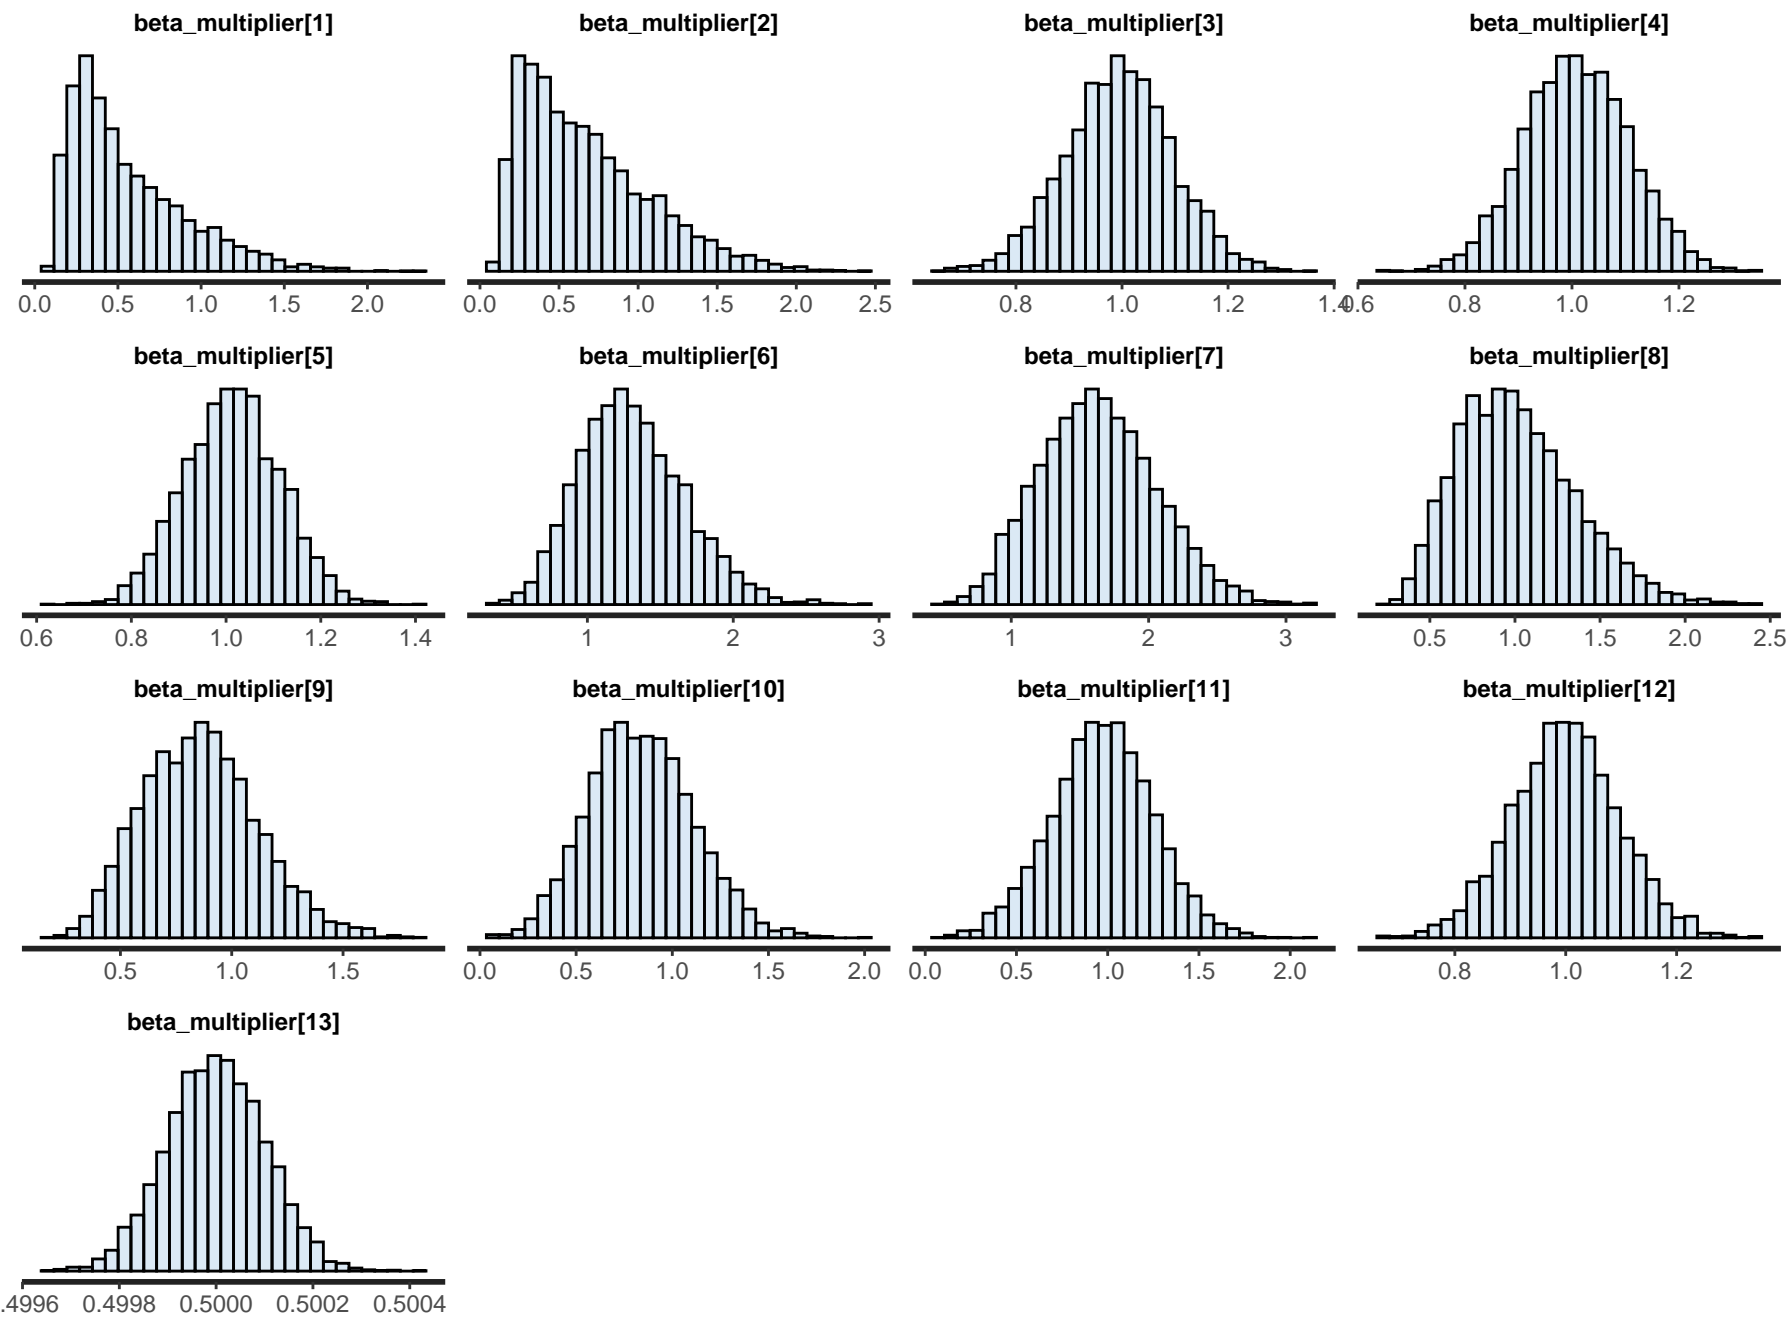 beta_multiplier[1] beta_multiplier[2] beta_multiplier[3] beta_multiplier[4]
0.0 0.5 1.0 1.5 2.0 0.0 0.5 1.0 1.5 2.0 2.5 0.8 1.0 1.2 1.4 0.6 0.8 1.0 1.2
beta_multiplier[5] beta_multiplier[6] beta_multiplier[7] beta_multiplier[8]
0.6 0.8 1.0 1.2 1.4 1 2 3 1 2 3 0.5 1.0 1.5 2.0 2.5
beta_multiplier[9] beta_multiplier[10] beta_multiplier[11] beta_multiplier[12]
0.5 1.0 1.5 0.0 0.5 1.0 1.5 2.0 0.0 0.5 1.0 1.5 2.0 0.8 1.0 1.2
beta_multiplier[13]
.4996 0.4998 0.5000 0.5002 0.5004